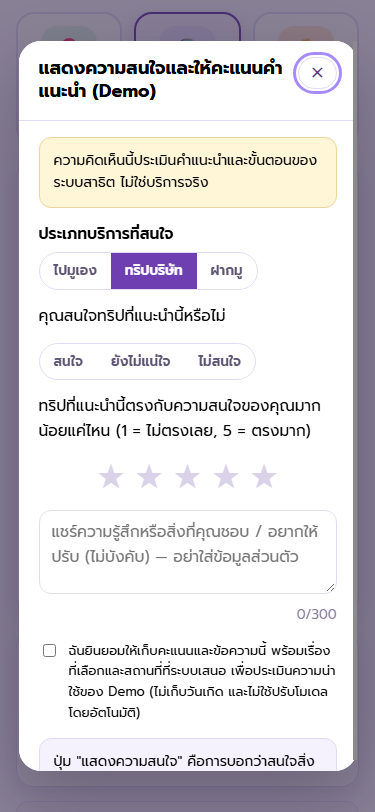 แสดงความสนใจและให้คะแนนคำ
แนะนำ (Demo)
×
ความคิดเห็นนี้ประเมินคำแนะนำและขั้นตอนของ
ระบบสาธิต ไม่ใช่บริการจริง
ประเภทบริการที่สนใจ
ไปมูเอง ทริปบริษัท ฝากมู
คุณสนใจทริปที่แนะนำนี้หรือไม่
สนใจ ยังไม่แน่ใจ ไม่สนใจ
ทริปที่แนะนำนี้ตรงกับความสนใจของคุณมาก
น้อยแค่ไหน (1 = ไม่ตรงเลย, 5 = ตรงมาก)
แชร์ความรู้สึกหรือสิ่งที่คุณชอบ / อยากให้
ปรับ (ไม่บังคับ) — อย่าใส่ข้อมูลส่วนตัว
0/300
ฉันยินยอมให้เก็บคะแนนและข้อความนี้ พร้อมเรื่อง
ที่เลือกและสถานที่ที่ระบบเสนอ เพื่อประเมินความน่า
ใช้ของ Demo (ไม่เก็บวันเกิด และไม่ใช้ปรับโมเดล
โดยอัตโนมัติ)
ปุ่ม "แสดงความสนใจ" คือการบอกว่าสนใจสิ่ง